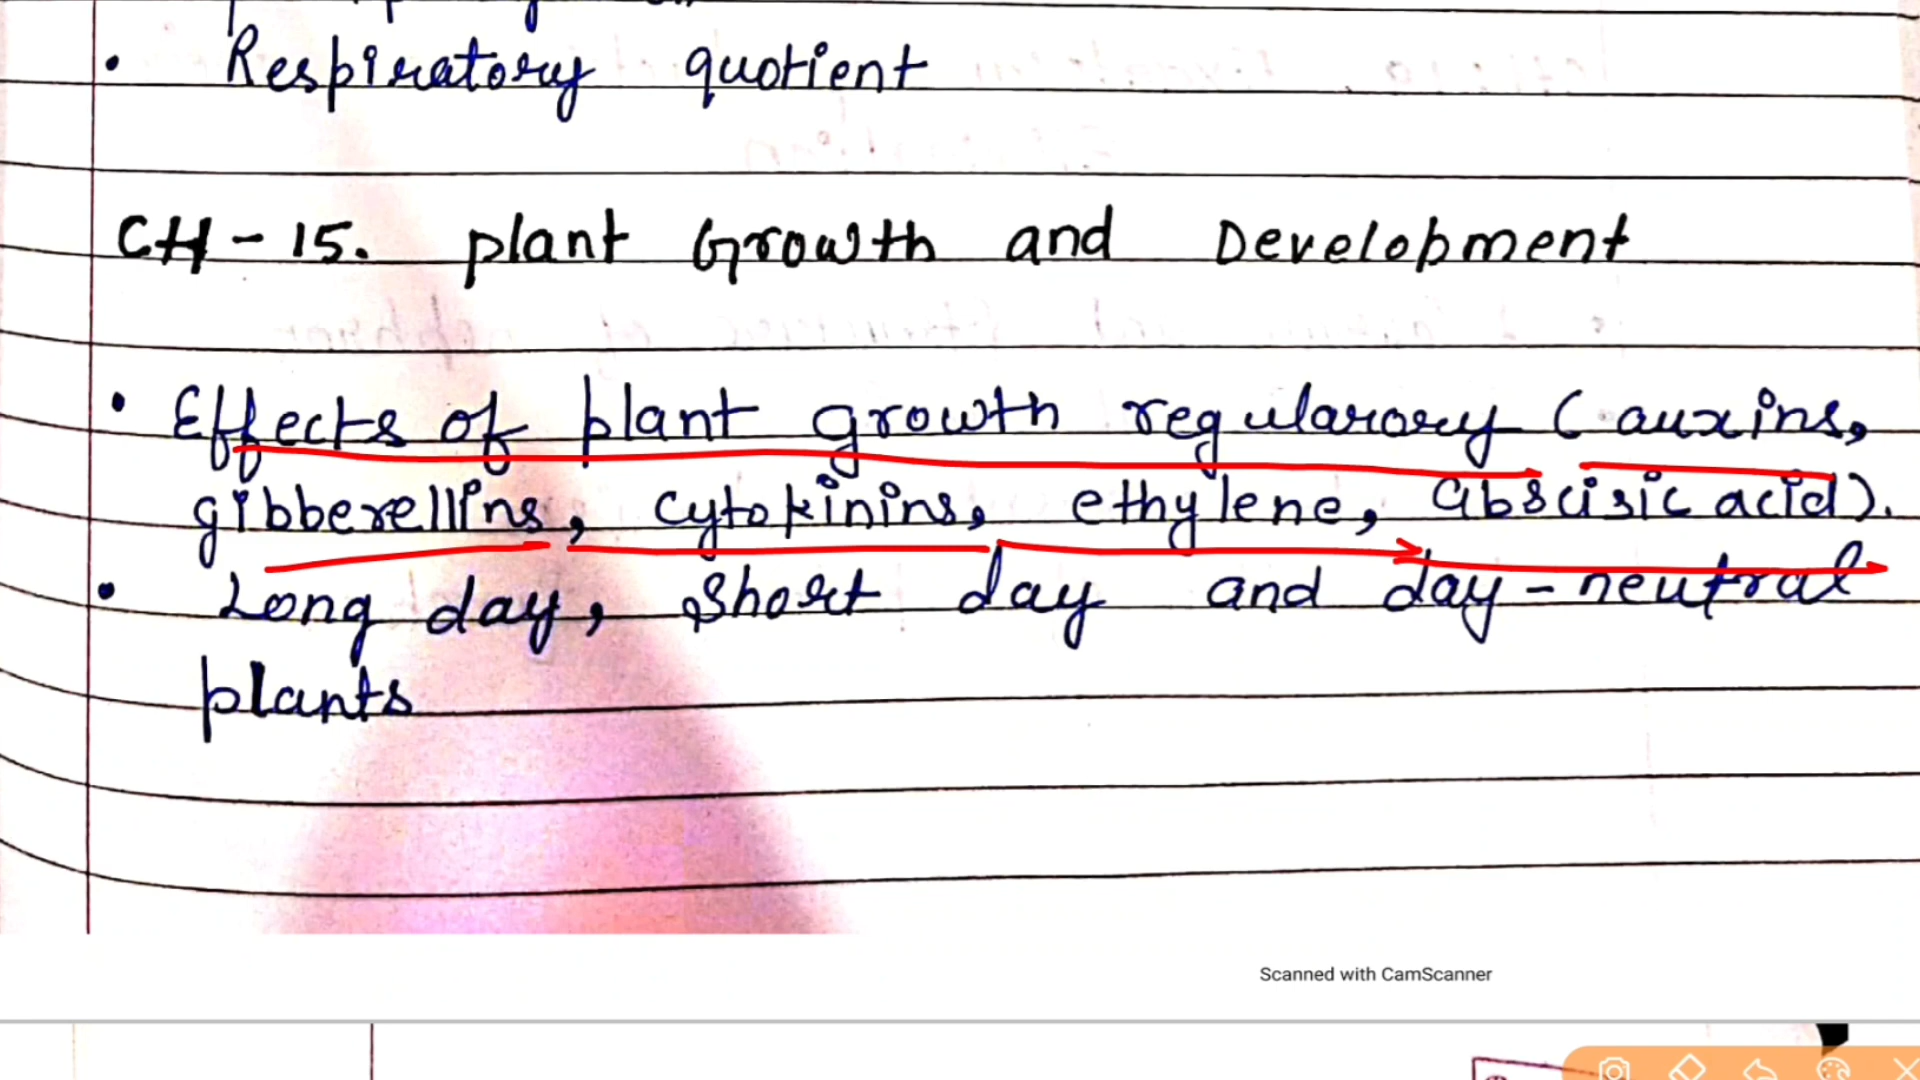 • Respiratory quotient
CH-15. plant Growth and Development
• Effects of plant growth regularory (auxins,
gibberellins, cytokinins, ethylene, abscisic acid).
• Long day, short day and day-neutral
plants
Scanned with CamScanner